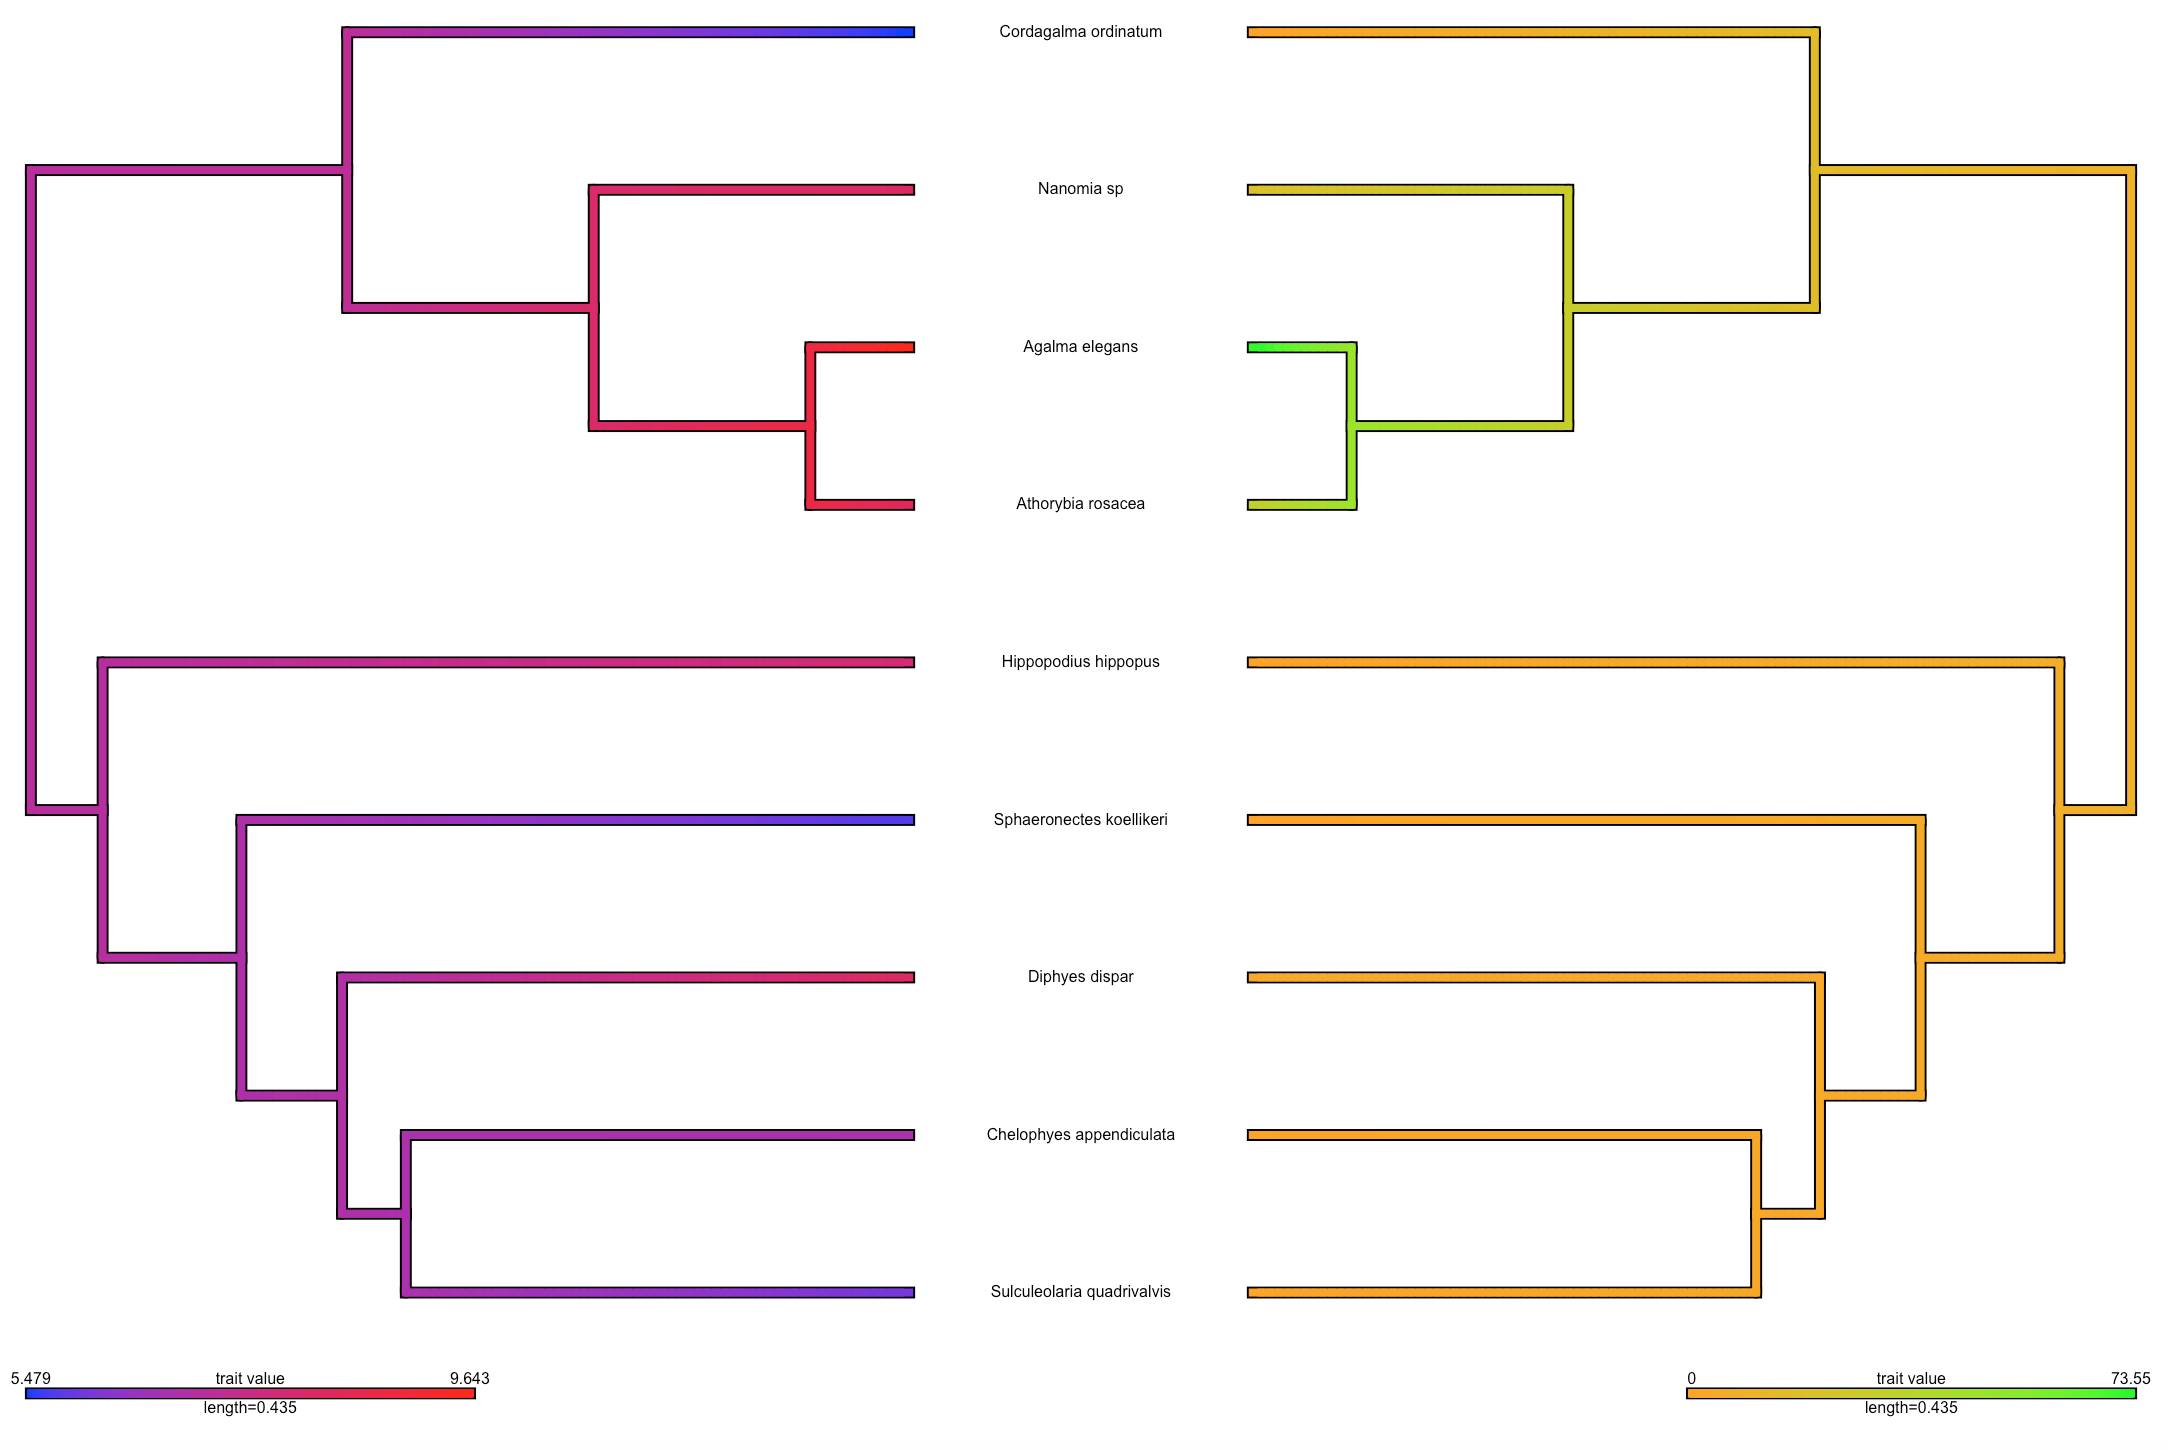 Cordagalma ordinatum
Nanomia sp
Agalma elegans
Athorybia rosacea
Hippopodius hippopus
Sphaeronectes koellikeri
Diphyes dispar
Chelophyes appendiculata
Sulculeolaria quadrivalvis
5.479 trait value 9.643
length=0.435
0 trait value 73.55
length=0.435